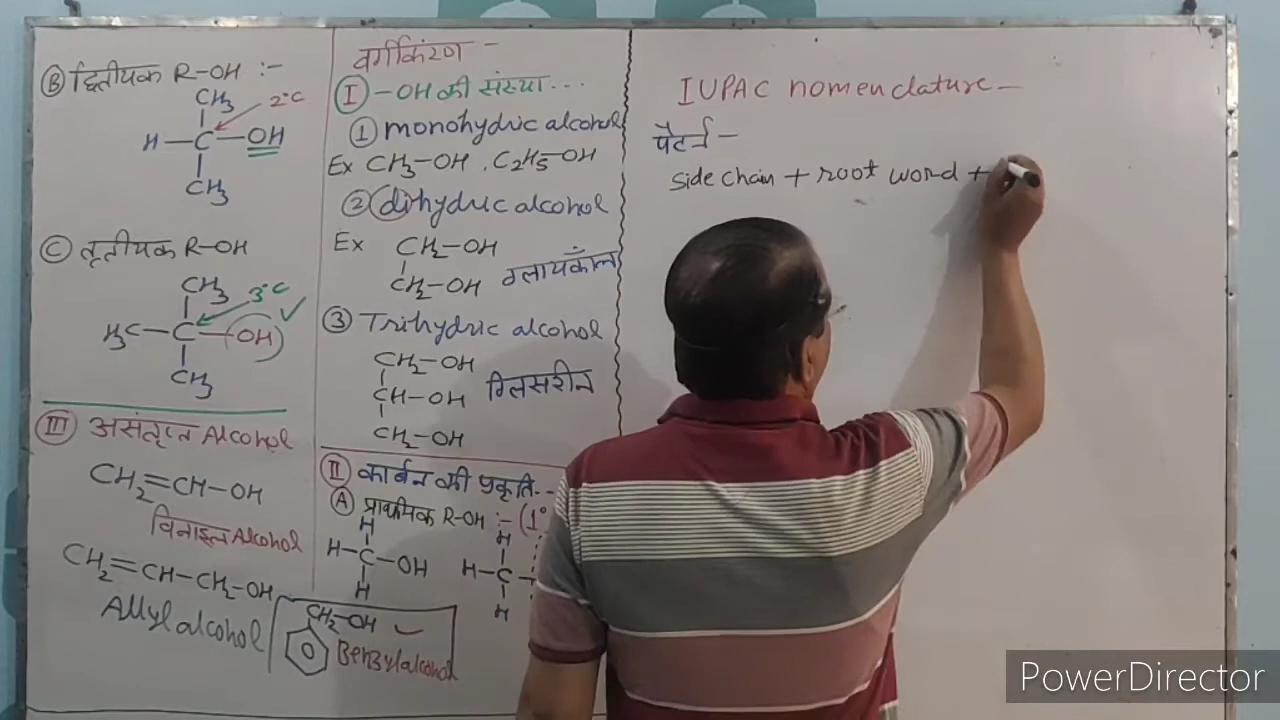 Ⓑ द्वितीयक R-OH :-
CH3
2°C
H-C-OH
CH3
Ⓒ तृतीयक R-OH
CH3
3°C
H3C-C-OH
CH3
Ⅲ असंतृप्त Alcohol
CH2=CH-OH
विनाइल Alcohol
CH2=CH-CH2-OH
Allyl alcohol
CH2-OH
Benzyl alcohol
वर्गीकरण -
Ⅰ -OH की संख्या...
① monohydric alcohol
Ex CH3-OH, C2H5-OH
② dihydric alcohol
Ex CH2-OH
CH2-OH ग्लायकॉल
③ Trihydric alcohol
CH2-OH
CH-OH ग्लिसरीन
CH2-OH
Ⅱ कार्बन की प्रकृति...
Ⓐ प्राथमिक R-OH :- (1°
H
H-C-OH
H
H
H-C-
H
IUPAC nomenclature -
पैटर्न -
side chain + root word +
PowerDirector